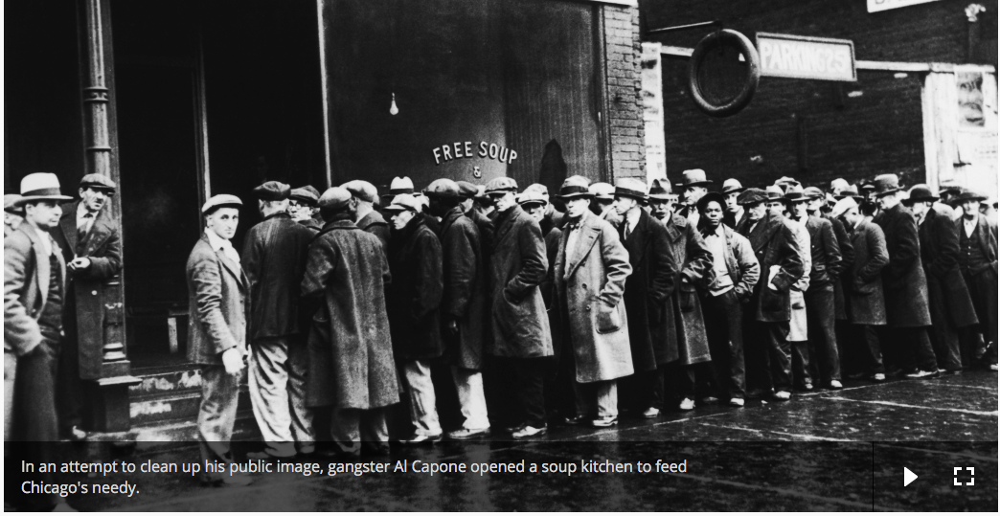 PARKING 25
FREE SOUP
&
In an attempt to clean up his public image, gangster Al Capone opened a soup kitchen to feed
Chicago's needy.